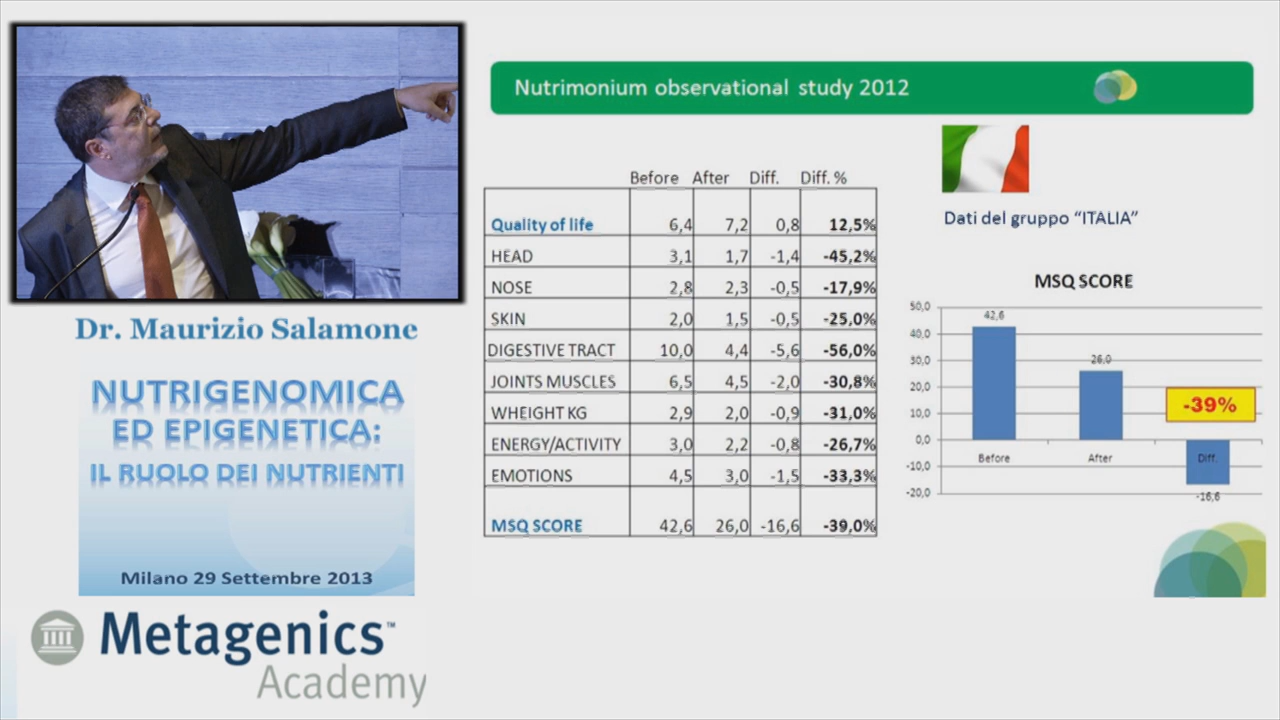 Nutrimonium observational study 2012
Before After Diff. Diff. %
Quality of life 6,4 7,2 0,8 12,5%
HEAD 3,1 1,7 -1,4 -45,2%
NOSE 2,8 2,3 -0,5 -17,9%
SKIN 2,0 1,5 -0,5 -25,0%
DIGESTIVE TRACT 10,0 4,4 -5,6 -56,0%
JOINTS MUSCLES 6,5 4,5 -2,0 -30,8%
WHEIGHT KG 2,9 2,0 -0,9 -31,0%
ENERGY/ACTIVITY 3,0 2,2 -0,8 -26,7%
EMOTIONS 4,5 3,0 -1,5 -33,3%
MSQ SCORE 42,6 26,0 -16,6 -39,0%
Dati del gruppo “ITALIA”
MSQ SCORE
50,0
40,0
30,0
20,0
10,0
0,0
-10,0
-20,0
42,6
26,0
-39%
Before After Diff.
-16,6
Dr. Maurizio Salamone
NUTRIGENOMICA
ED EPIGENETICA:
IL RUOLO DEI NUTRIENTI
Milano 29 Settembre 2013
Metagenics™
Academy